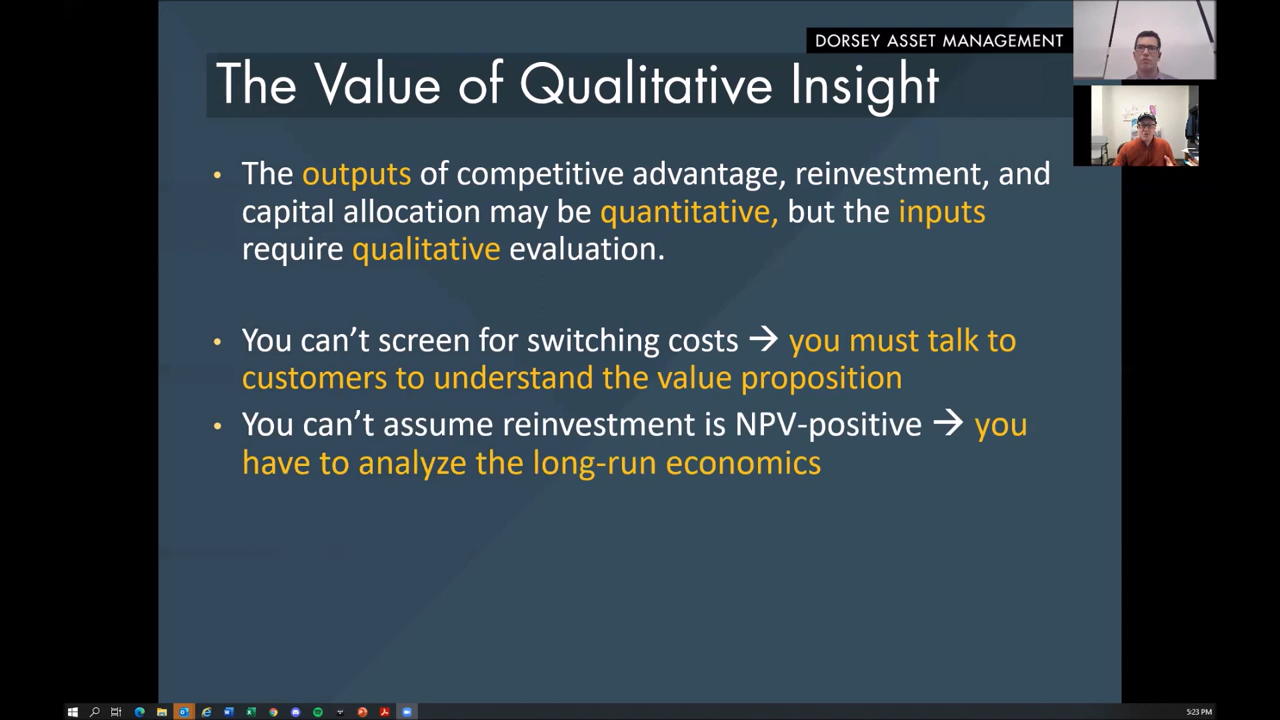 DORSEY ASSET MANAGEMENT
The Value of Qualitative Insight
• The outputs of competitive advantage, reinvestment, and
capital allocation may be quantitative, but the inputs
require qualitative evaluation.
• You can’t screen for switching costs → you must talk to
customers to understand the value proposition
• You can’t assume reinvestment is NPV-positive → you
have to analyze the long-run economics
5:23 PM